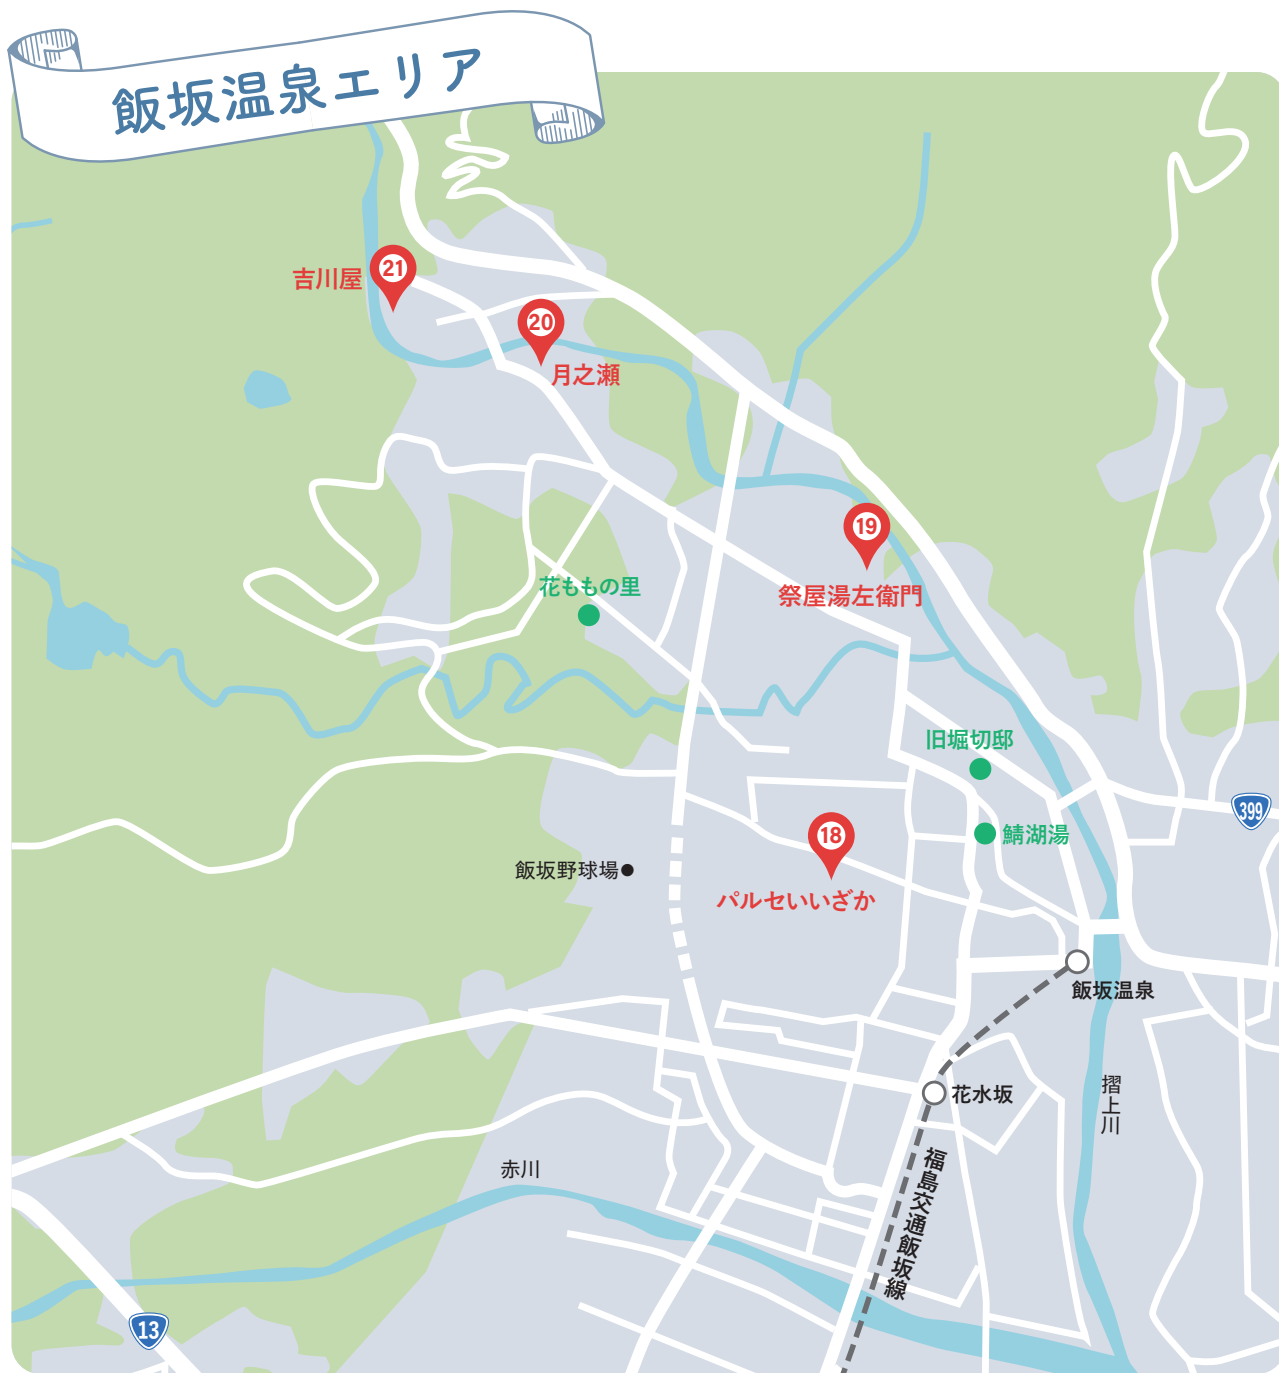 飯坂温泉エリア
21
吉川屋
20
月之瀬
19
祭屋湯左衛門
花ももの里
旧堀切邸
鯖湖湯
399
18
パルセいいざか
飯坂野球場
飯坂温泉
花水坂
摺上川
赤川
福島交通飯坂線
13